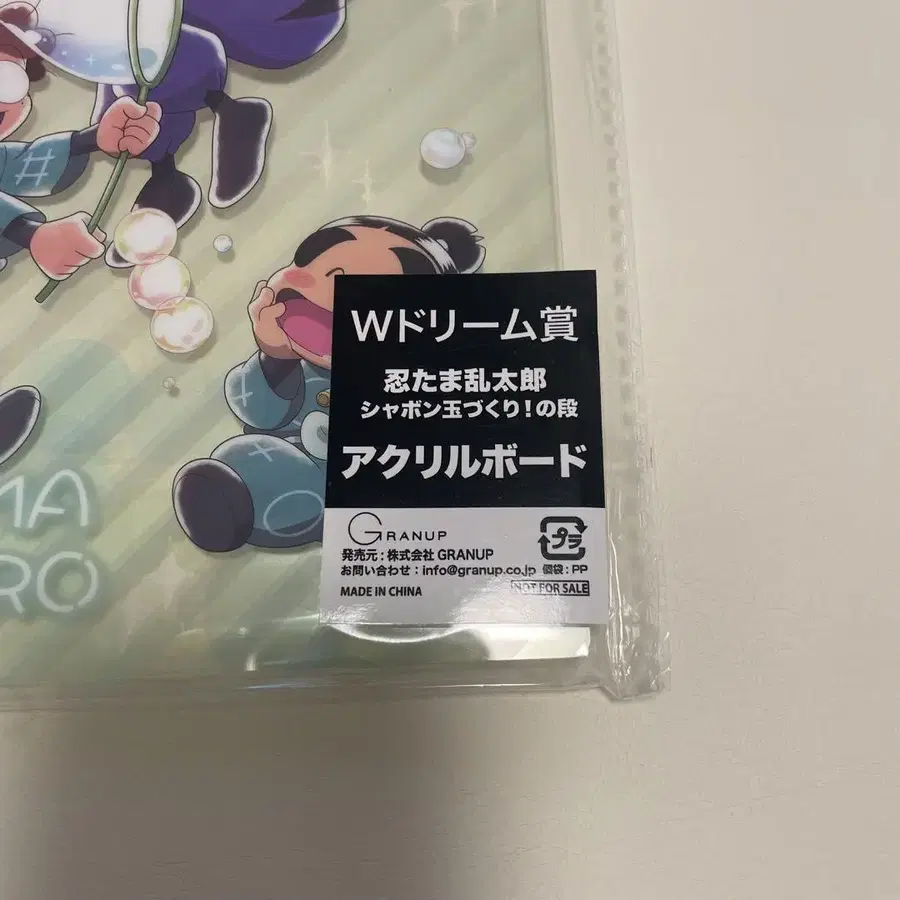 Wドリーム賞
忍たま乱太郎
シャボン玉づくり!の段
アクリルボード
GRANUP
発売元:株式会社 GRANUP
プラ
お問い合わせ:info@granup.co.jp 個袋:PP
MADE IN CHINA
NOT FOR SALE
MA
RO